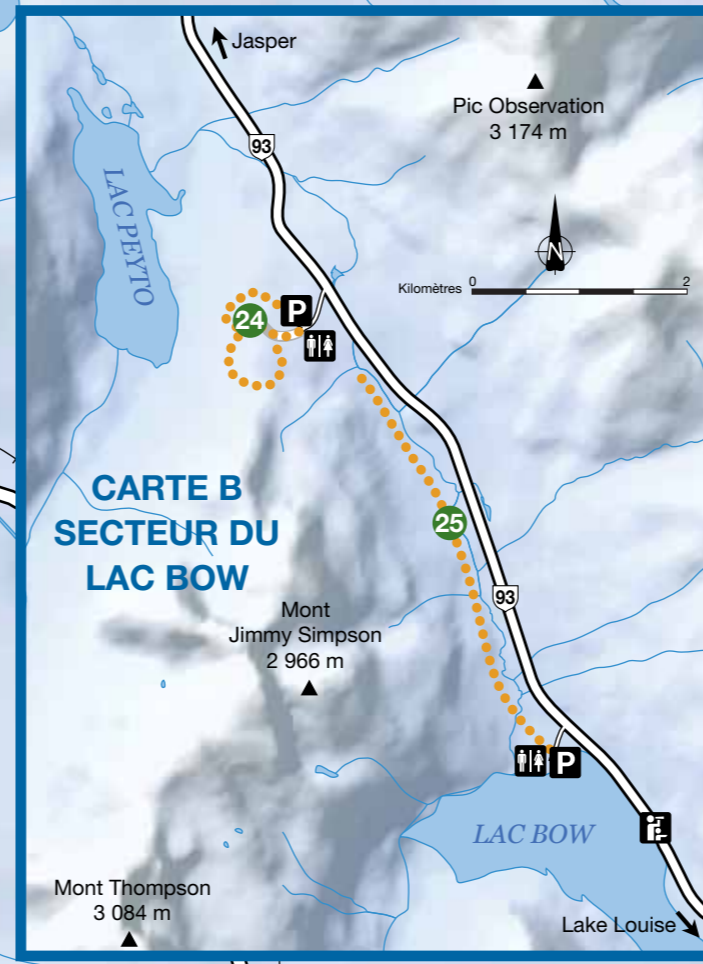 Jasper
Pic Observation
3 174 m
93
LAC PEYTO
N
Kilomètres 0 2
24
P
CARTE B
SECTEUR DU
LAC BOW
25
93
Mont
Jimmy Simpson
2 966 m
P
LAC BOW
Mont Thompson
3 084 m
Lake Louise